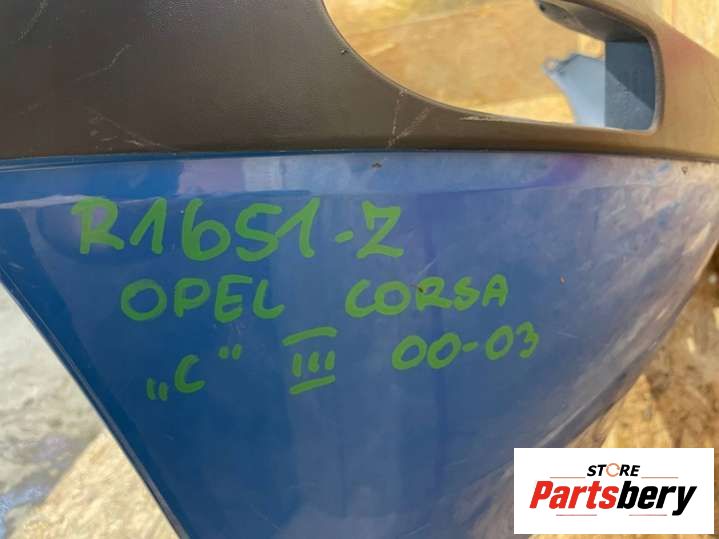 R1651-Z
OPEL CORSA
„C" III 00-03
STORE
Partsbery